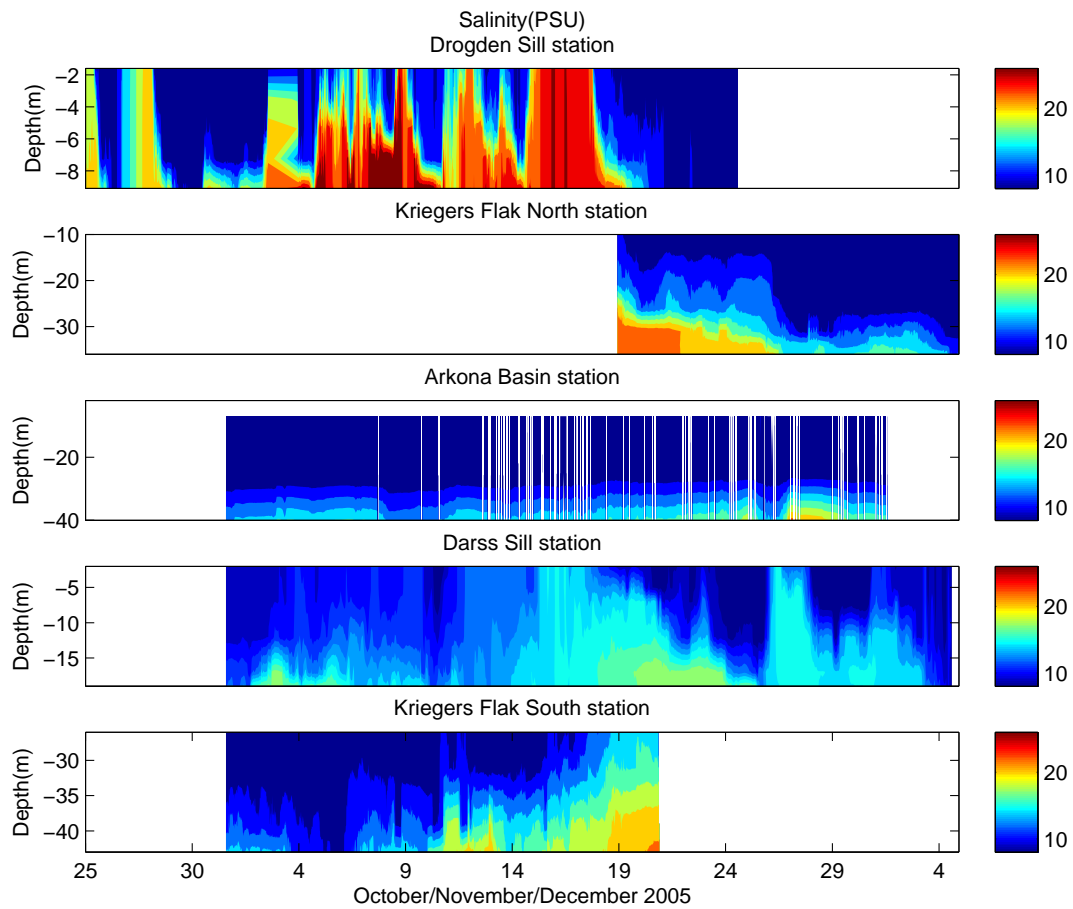 Salinity(PSU)
Drogden Sill station
Depth(m)
−2
−4
−6
−8
20
10
Kriegers Flak North station
Depth(m)
−10
−20
−30
20
10
Arkona Basin station
Depth(m)
−20
−40
20
10
Darss Sill station
Depth(m)
−5
−10
−15
20
10
Kriegers Flak South station
Depth(m)
−30
−35
−40
20
10
25 30 4 9 14 19 24 29 4
October/November/December 2005